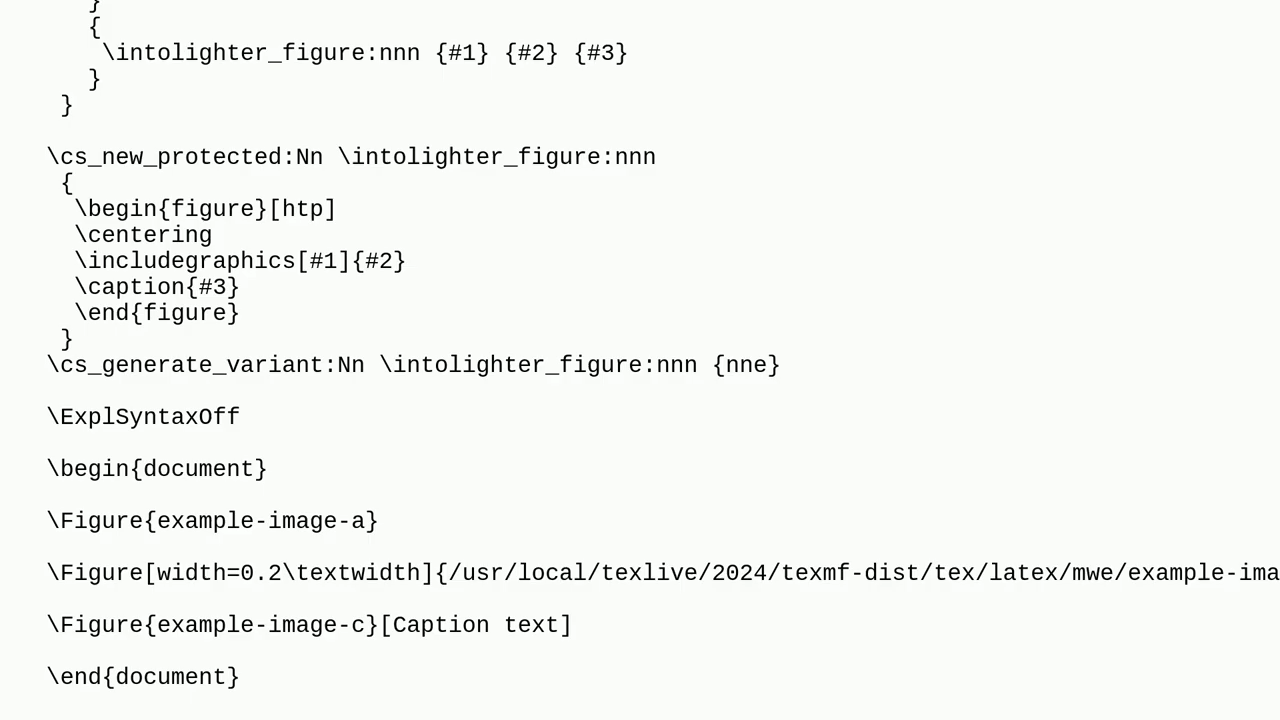 }
{
\intolighter_figure:nnn {#1} {#2} {#3}
}
}
\cs_new_protected:Nn \intolighter_figure:nnn
{
\begin{figure}[htp]
\centering
\includegraphics[#1]{#2}
\caption{#3}
\end{figure}
}
\cs_generate_variant:Nn \intolighter_figure:nnn {nne}
\ExplSyntaxOff
\begin{document}
\Figure{example-image-a}
\Figure[width=0.2\textwidth]{/usr/local/texlive/2024/texmf-dist/tex/latex/mwe/example-ima
\Figure{example-image-c}[Caption text]
\end{document}